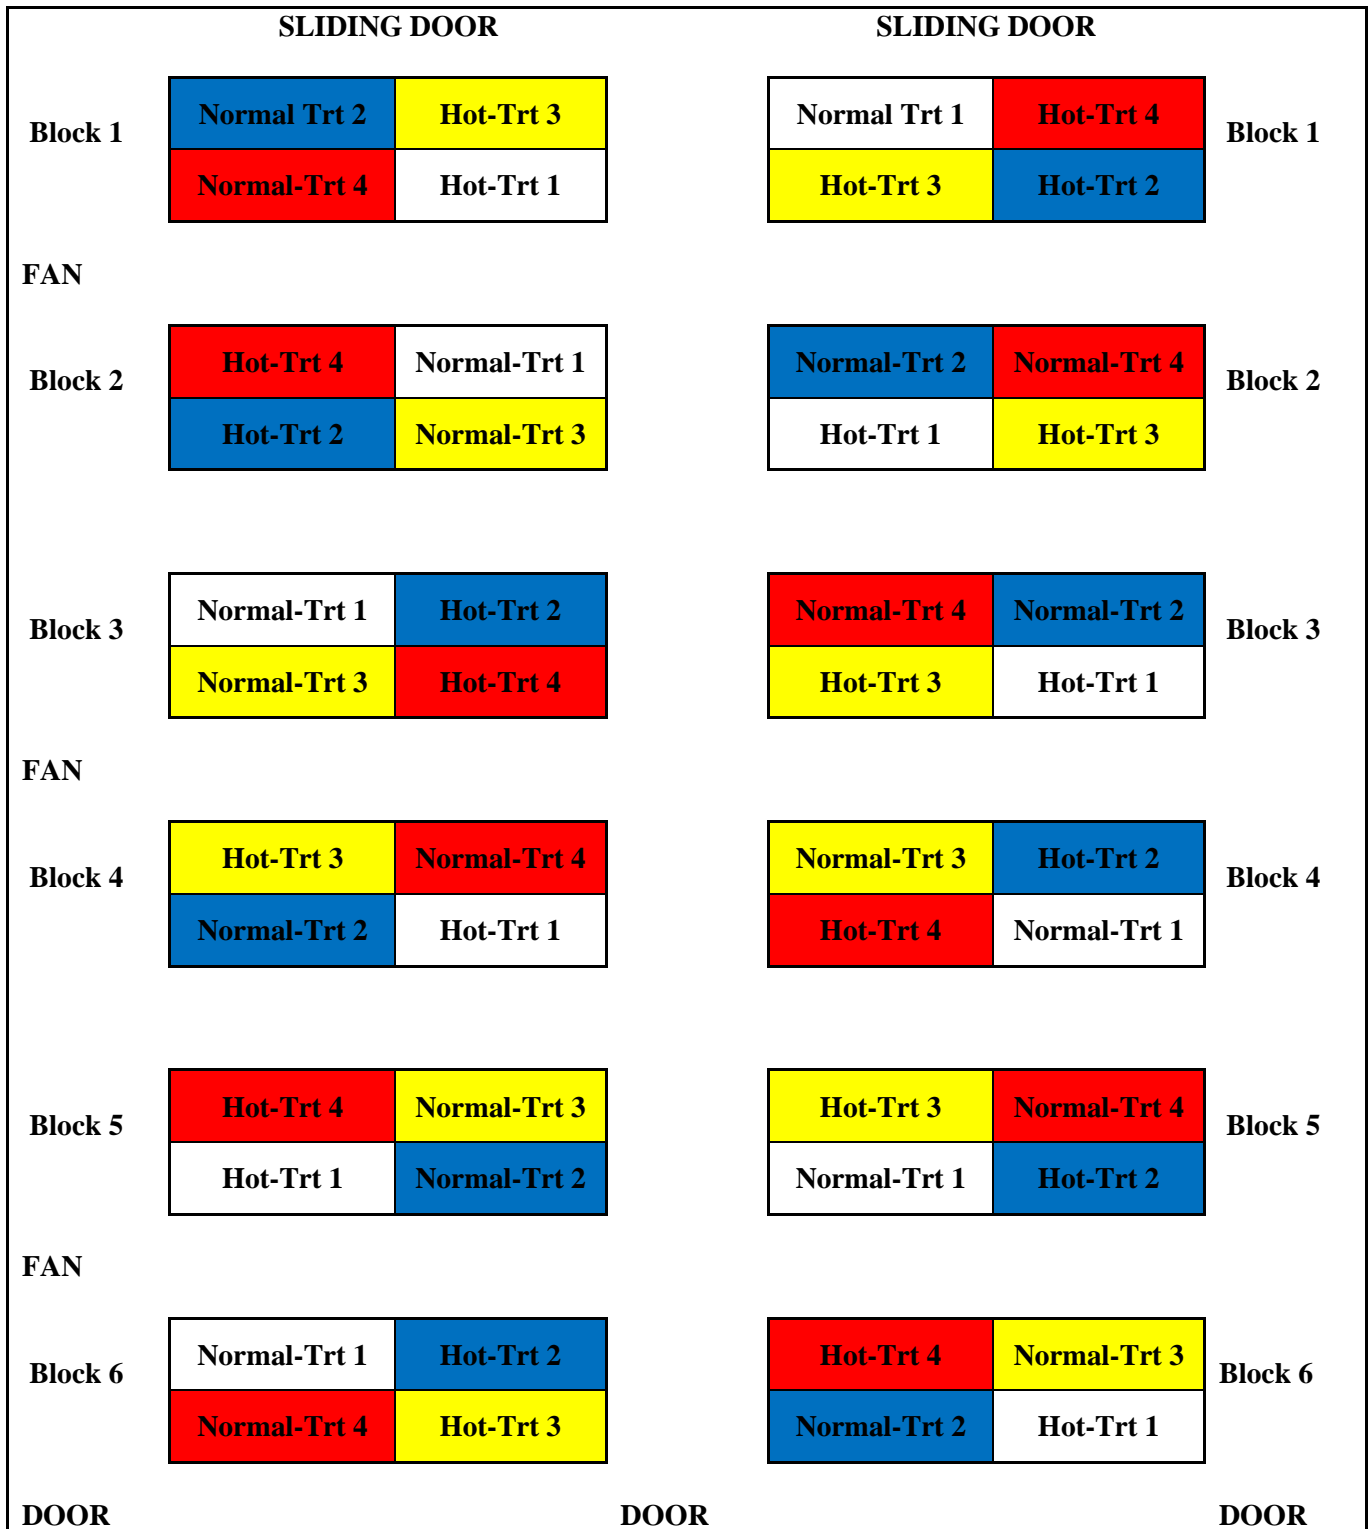 SLIDING DOOR SLIDING DOOR
Normal Trt 2 Hot-Trt 3 Normal Trt 1 Hot-Trt 4
Block 1 Block 1
Normal-Trt 4 Hot-Trt 1 Hot-Trt 3 Hot-Trt 2
FAN
Hot-Trt 4 Normal-Trt 1 Normal-Trt 2 Normal-Trt 4
Block 2 Block 2
Hot-Trt 2 Normal-Trt 3 Hot-Trt 1 Hot-Trt 3
Normal-Trt 1 Hot-Trt 2 Normal-Trt 4 Normal-Trt 2
Block 3 Block 3
Normal-Trt 3 Hot-Trt 4 Hot-Trt 3 Hot-Trt 1
FAN
Hot-Trt 3 Normal-Trt 4 Normal-Trt 3 Hot-Trt 2
Block 4 Block 4
Normal-Trt 2 Hot-Trt 1 Hot-Trt 4 Normal-Trt 1
Hot-Trt 4 Normal-Trt 3 Hot-Trt 3 Normal-Trt 4
Block 5 Block 5
Hot-Trt 1 Normal-Trt 2 Normal-Trt 1 Hot-Trt 2
FAN
Normal-Trt 1 Hot-Trt 2 Hot-Trt 4 Normal-Trt 3
Block 6 Block 6
Normal-Trt 4 Hot-Trt 3 Normal-Trt 2 Hot-Trt 1
DOOR DOOR DOOR